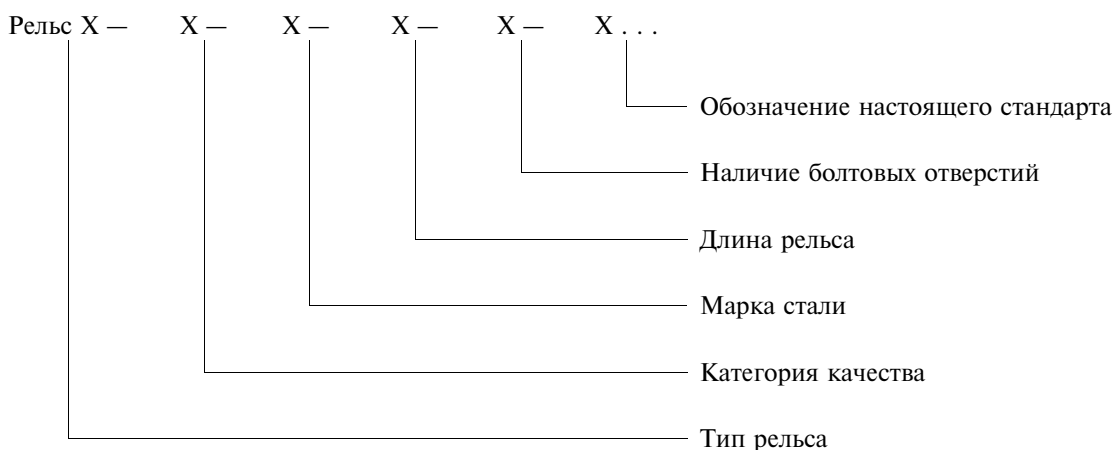 Рельс X — X — X — X — X — X . . .
Обозначение настоящего стандарта
Наличие болтовых отверстий
Длина рельса
Марка стали
Категория качества
Тип рельса